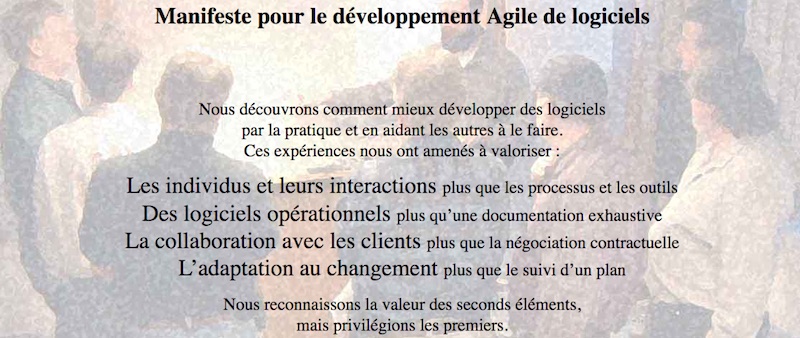 Manifeste pour le développement Agile de logiciels
Nous découvrons comment mieux développer des logiciels
par la pratique et en aidant les autres à le faire.
Ces expériences nous ont amenés à valoriser :
Les individus et leurs interactions plus que les processus et les outils
Des logiciels opérationnels plus qu’une documentation exhaustive
La collaboration avec les clients plus que la négociation contractuelle
L’adaptation au changement plus que le suivi d’un plan
Nous reconnaissons la valeur des seconds éléments,
mais privilégions les premiers.